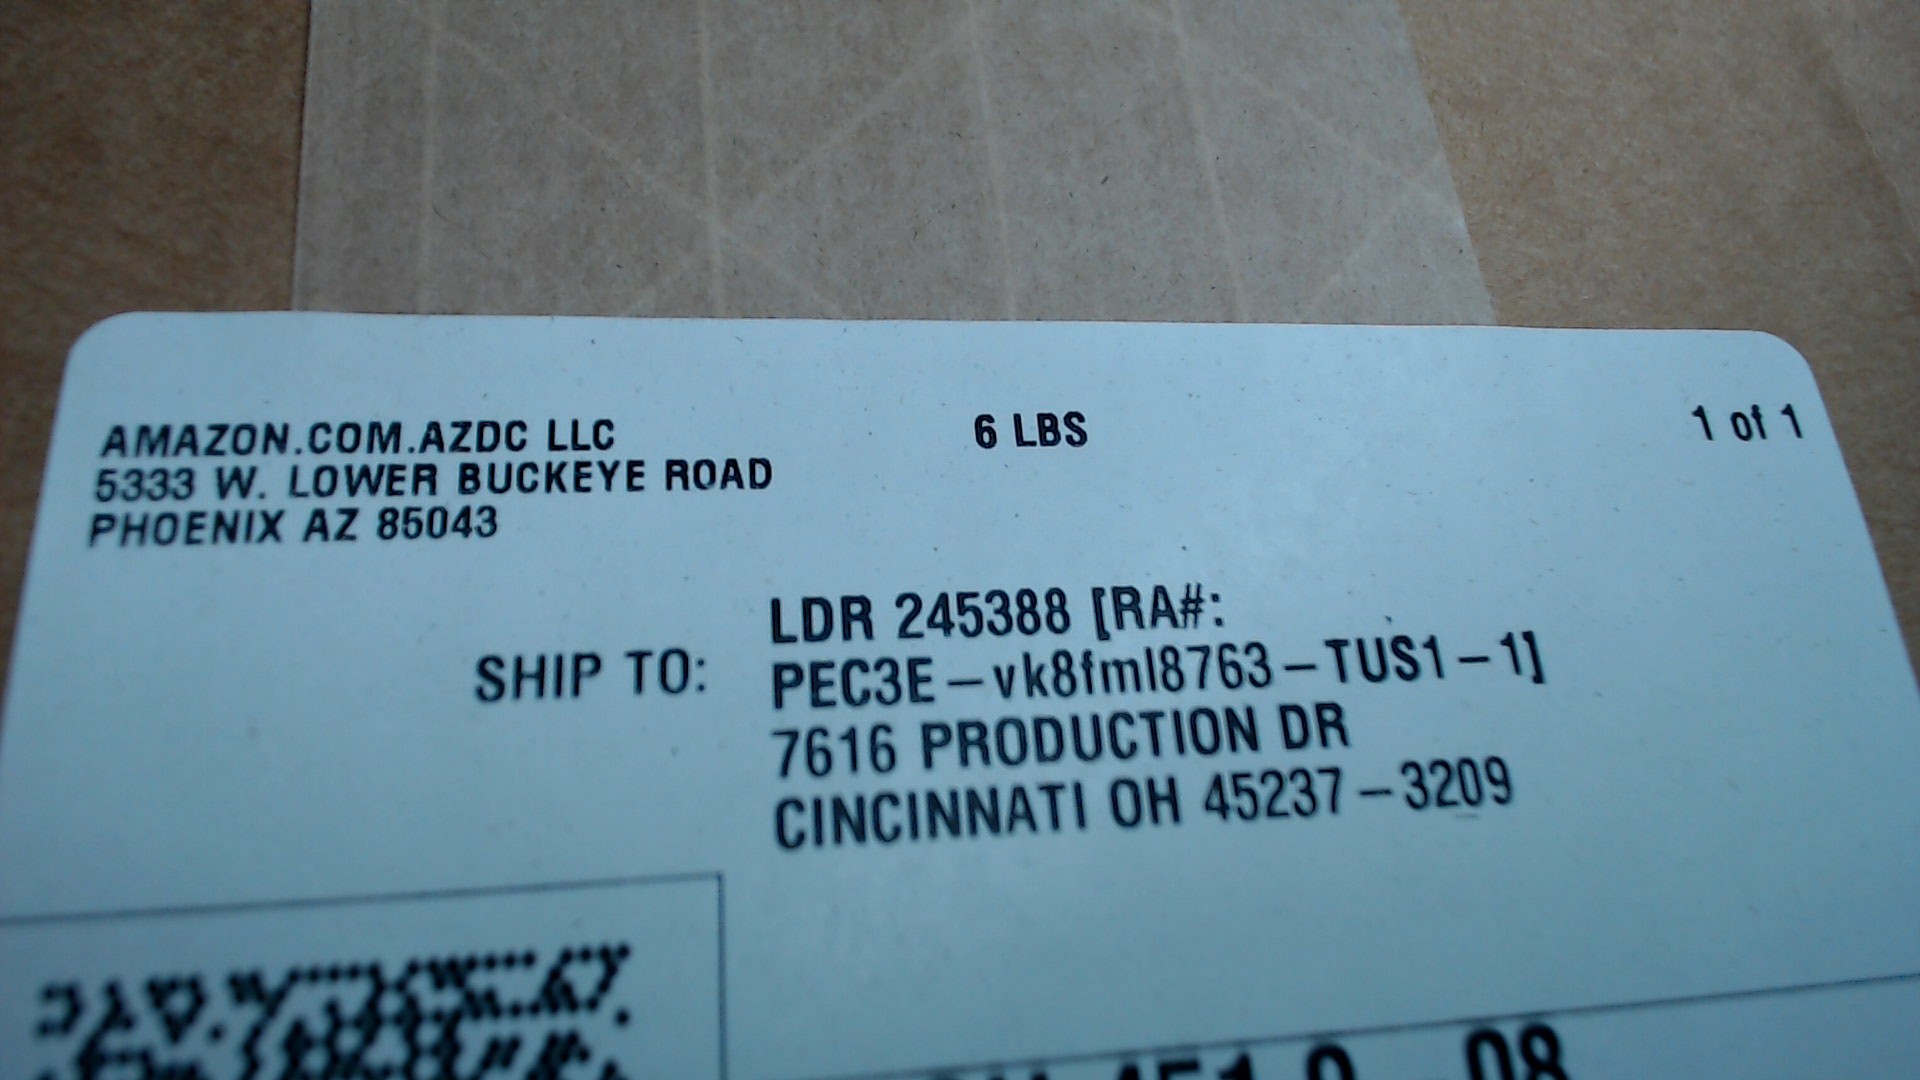 AMAZON.COM.AZDC LLC
6 LBS
1 of 1
5333 W. LOWER BUCKEYE ROAD
PHOENIX AZ 85043
SHIP TO:
LDR 245388 [RA#:
PEC3E-vk8fml8763-TUS1-1]
7616 PRODUCTION DR
CINCINNATI OH 45237-3209